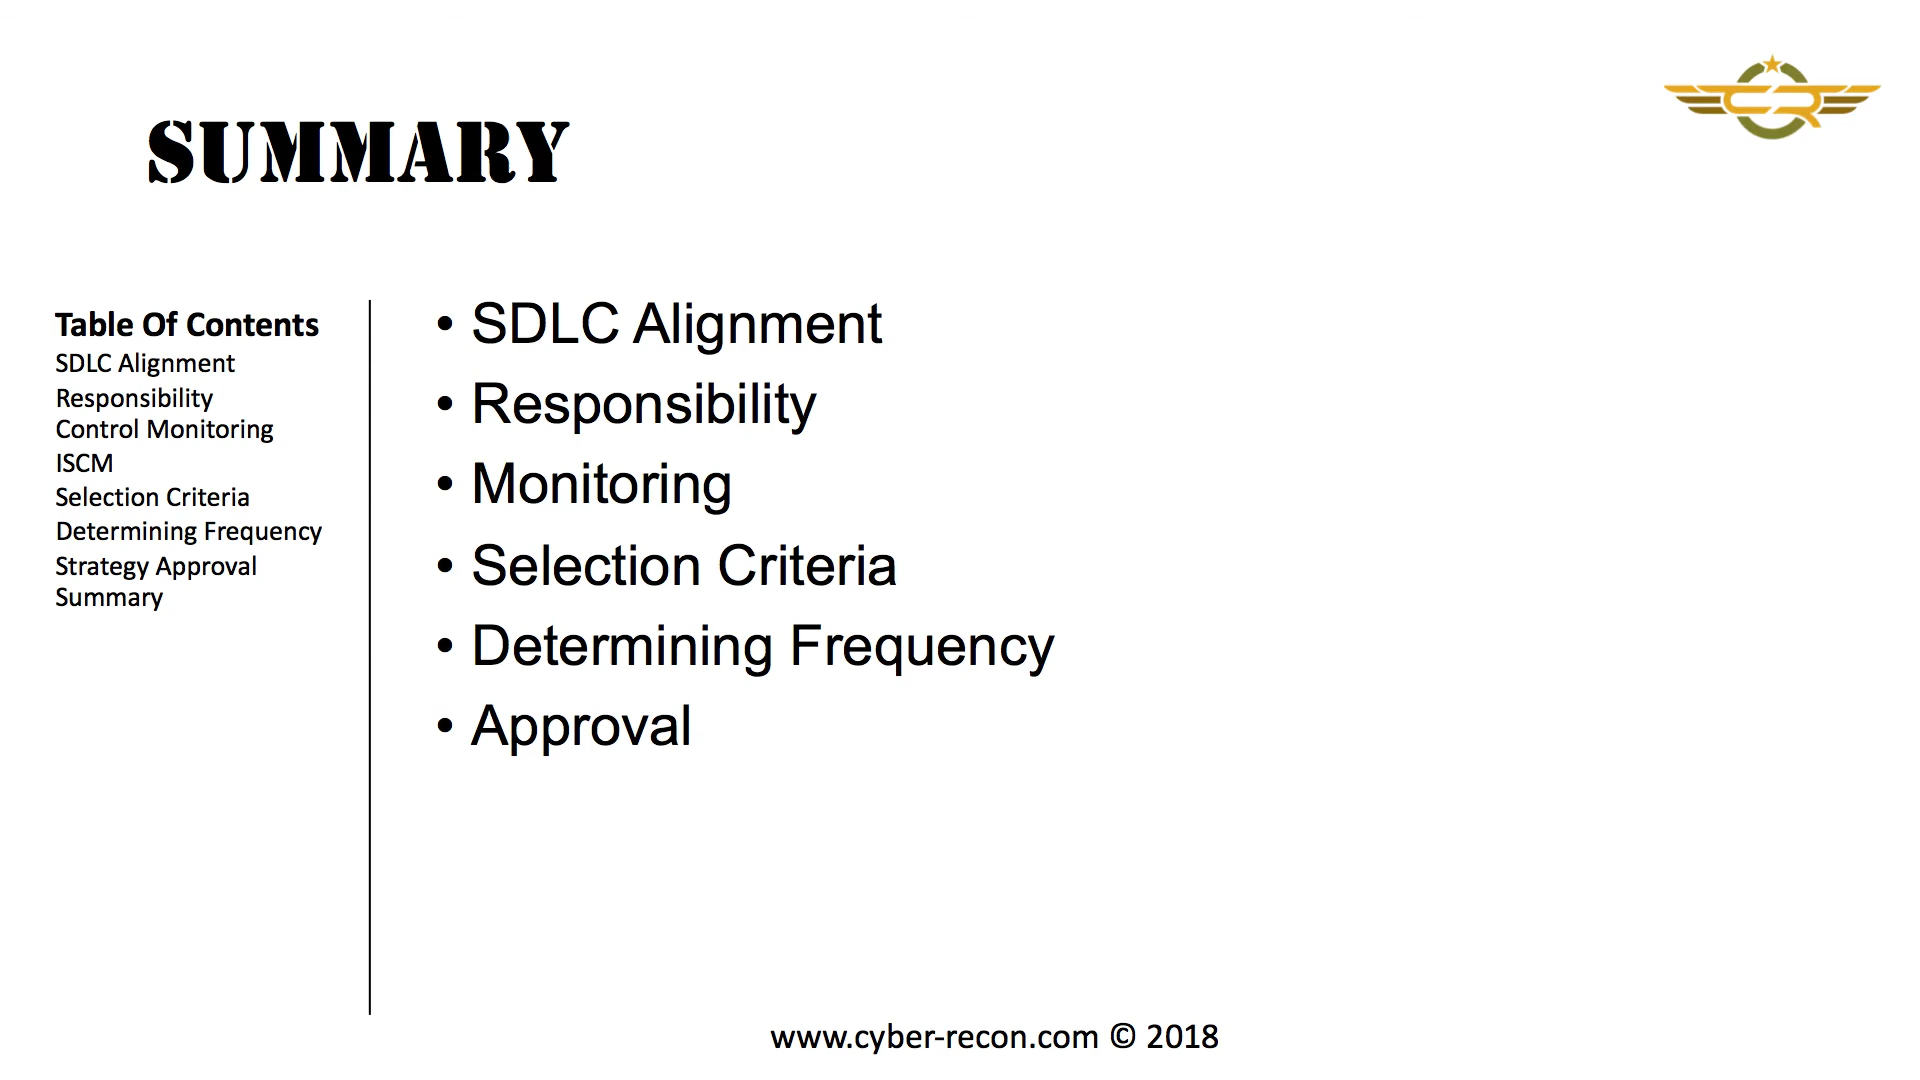 SUMMARY
Table Of Contents
SDLC Alignment
Responsibility
Control Monitoring
ISCM
Selection Criteria
Determining Frequency
Strategy Approval
Summary
• SDLC Alignment
• Responsibility
• Monitoring
• Selection Criteria
• Determining Frequency
• Approval
www.cyber-recon.com © 2018
CR